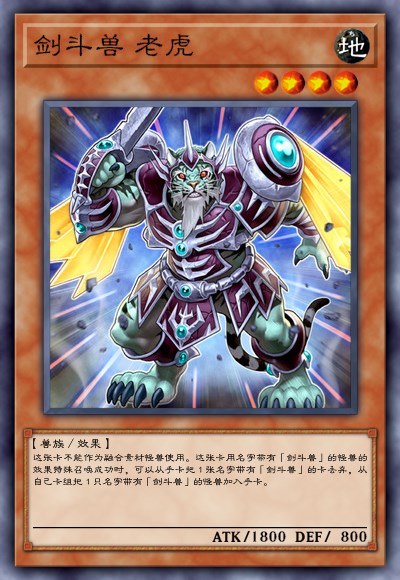 剑斗兽 老虎
地
【兽族／效果】
这张卡不能作为融合素材怪兽使用。这张卡用名字带有「剑斗兽」的怪兽的
效果特殊召唤成功时，可以从手卡把1张名字带有「剑斗兽」的卡丢弃，从
自己卡组把1只名字带有「剑斗兽」的怪兽加入手卡。
ATK/1800 DEF/ 800